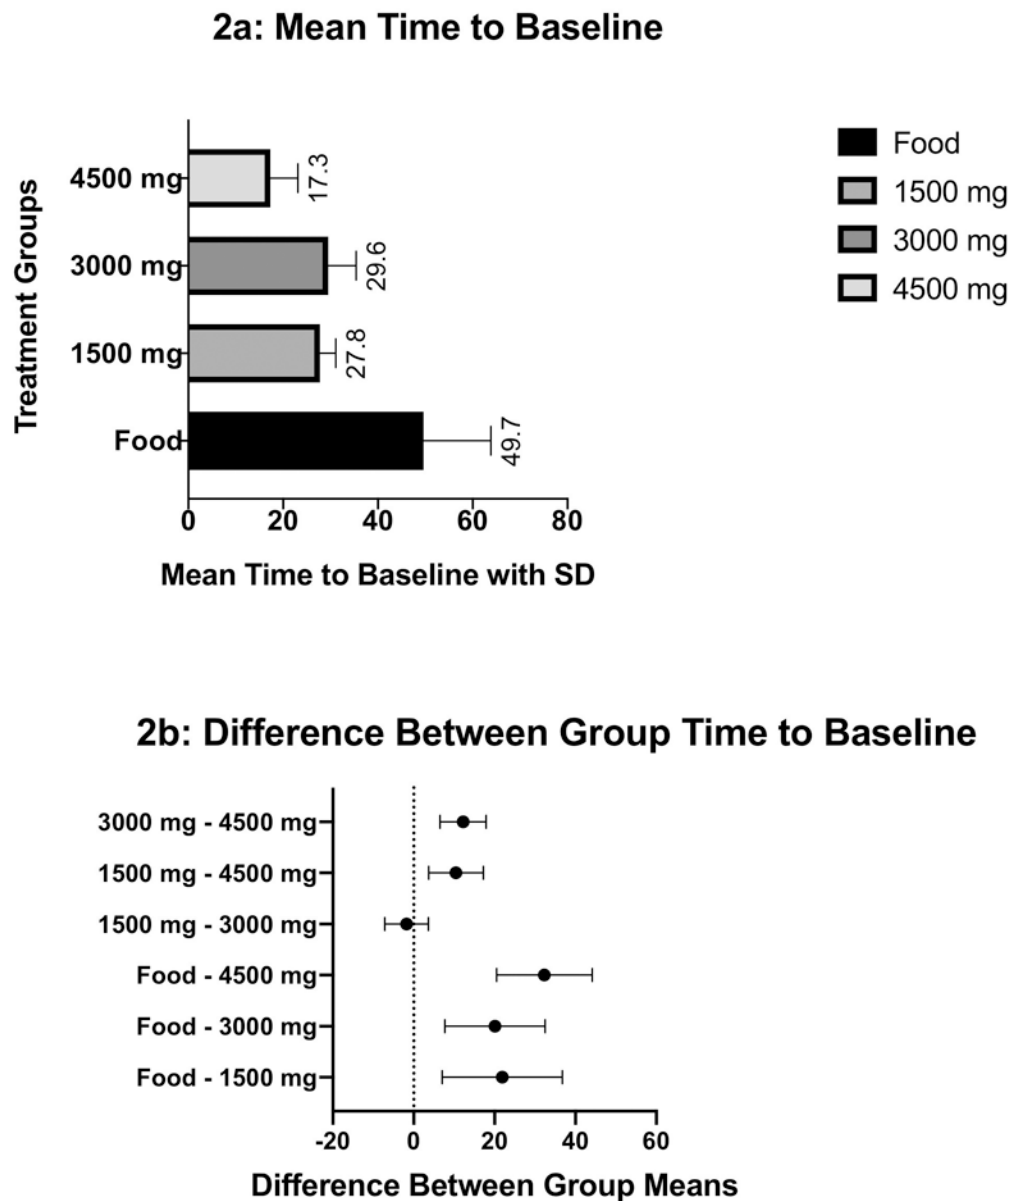 2a: Mean Time to Baseline
Treatment Groups
4500 mg
17.3
3000 mg
29.6
1500 mg
27.8
Food
49.7
0 20 40 60 80
Mean Time to Baseline with SD
Food
1500 mg
3000 mg
4500 mg
2b: Difference Between Group Time to Baseline
3000 mg - 4500 mg
1500 mg - 4500 mg
1500 mg - 3000 mg
Food - 4500 mg
Food - 3000 mg
Food - 1500 mg
-20 0 20 40 60
Difference Between Group Means